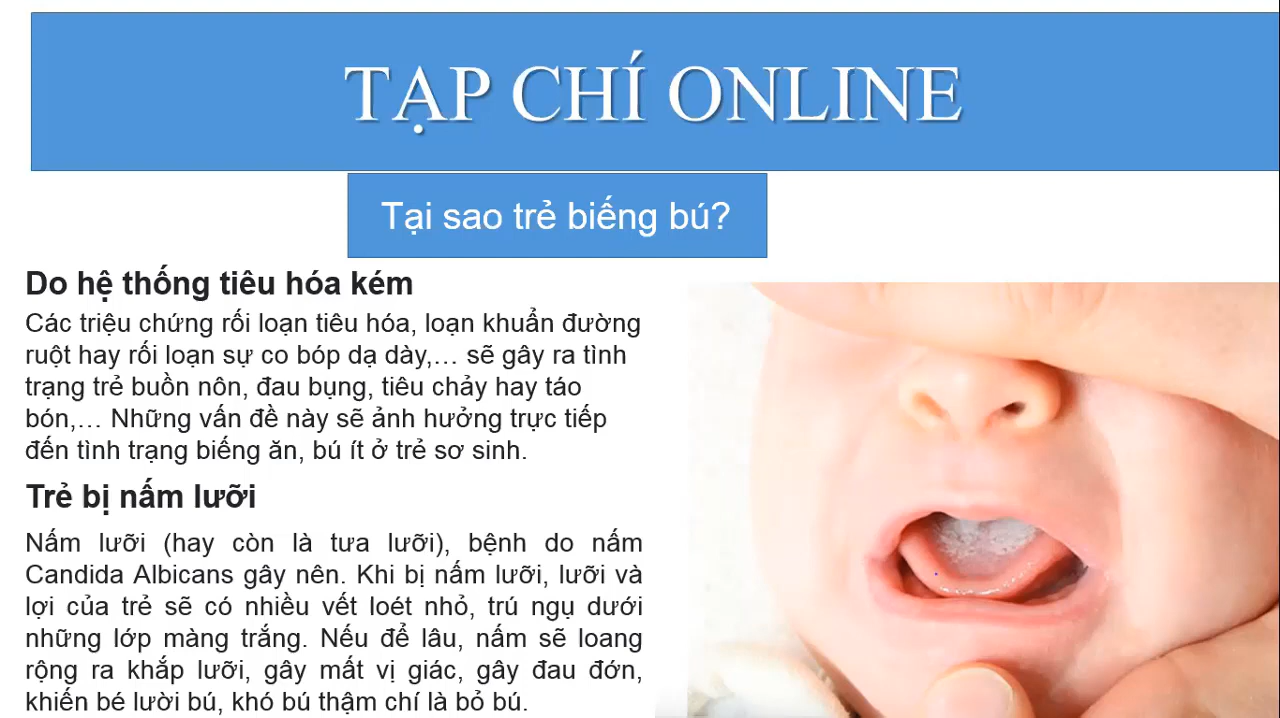 TẠP CHÍ ONLINE
Tại sao trẻ biếng bú?
Do hệ thống tiêu hóa kém
Các triệu chứng rối loạn tiêu hóa, loạn khuẩn đường
ruột hay rối loạn sự co bóp dạ dày,… sẽ gây ra tình
trạng trẻ buồn nôn, đau bụng, tiêu chảy hay táo
bón,… Những vấn đề này sẽ ảnh hưởng trực tiếp
đến tình trạng biếng ăn, bú ít ở trẻ sơ sinh.
Trẻ bị nấm lưỡi
Nấm lưỡi (hay còn là tưa lưỡi), bệnh do nấm
Candida Albicans gây nên. Khi bị nấm lưỡi, lưỡi và
lợi của trẻ sẽ có nhiều vết loét nhỏ, trú ngụ dưới
những lớp màng trắng. Nếu để lâu, nấm sẽ loang
rộng ra khắp lưỡi, gây mất vị giác, gây đau đớn,
khiến bé lười bú, khó bú thậm chí là bỏ bú.